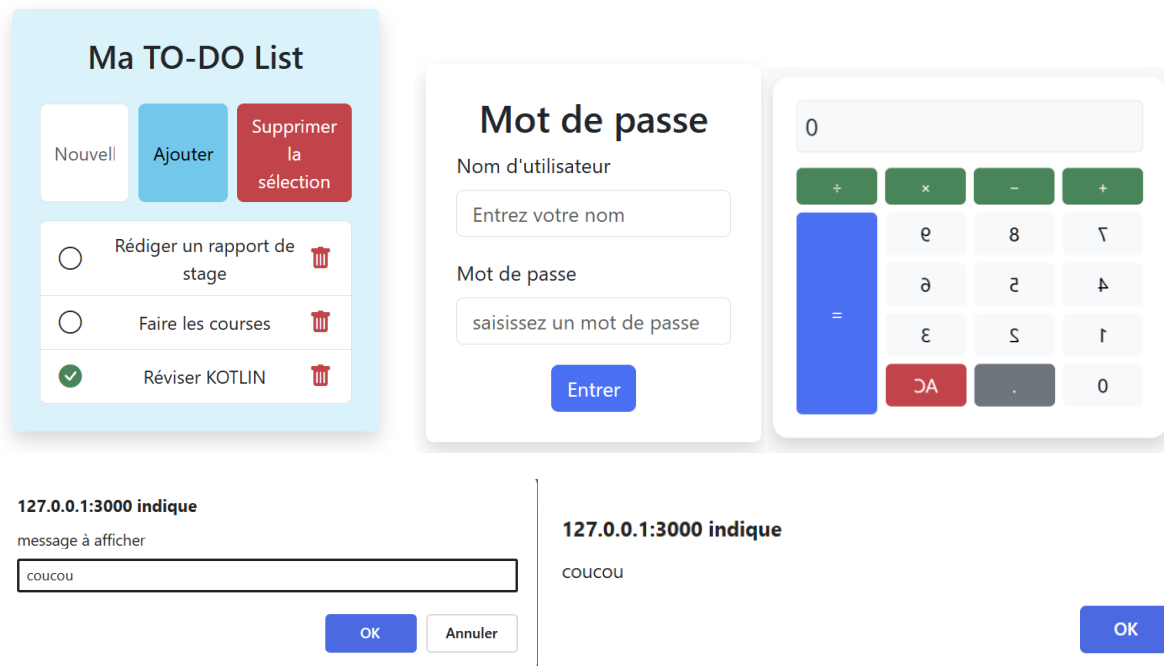 Ma TO-DO List
Nouvell
Ajouter
Supprimer
la
sélection
Rédiger un rapport de
stage
Faire les courses
Réviser KOTLIN
Mot de passe
Nom d'utilisateur
Entrez votre nom
Mot de passe
saisissez un mot de passe
Entrer
0
÷ × − +
9 8 7
6 5 4
=
3 2 1
AC . 0
127.0.0.1:3000 indique
message à afficher
coucou
OK Annuler
127.0.0.1:3000 indique
coucou
OK